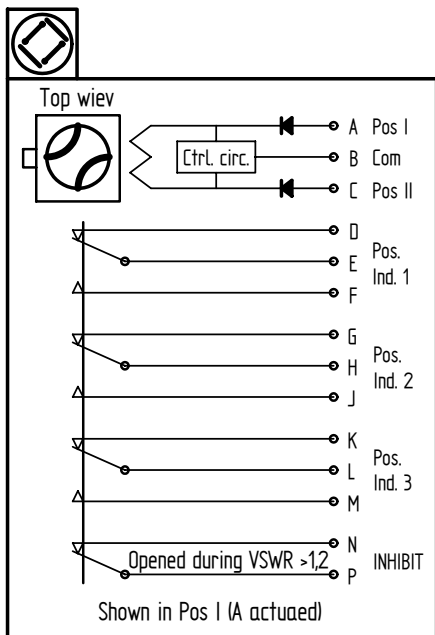 Top wiev
A Pos I
Ctrl. circ. B Com
C Pos II
D
E Pos. Ind. 1
F
G
H Pos. Ind. 2
J
K
L Pos. Ind. 3
M
N
Opened during VSWR >1,2 INHIBIT
P
Shown in Pos I (A actuaed)